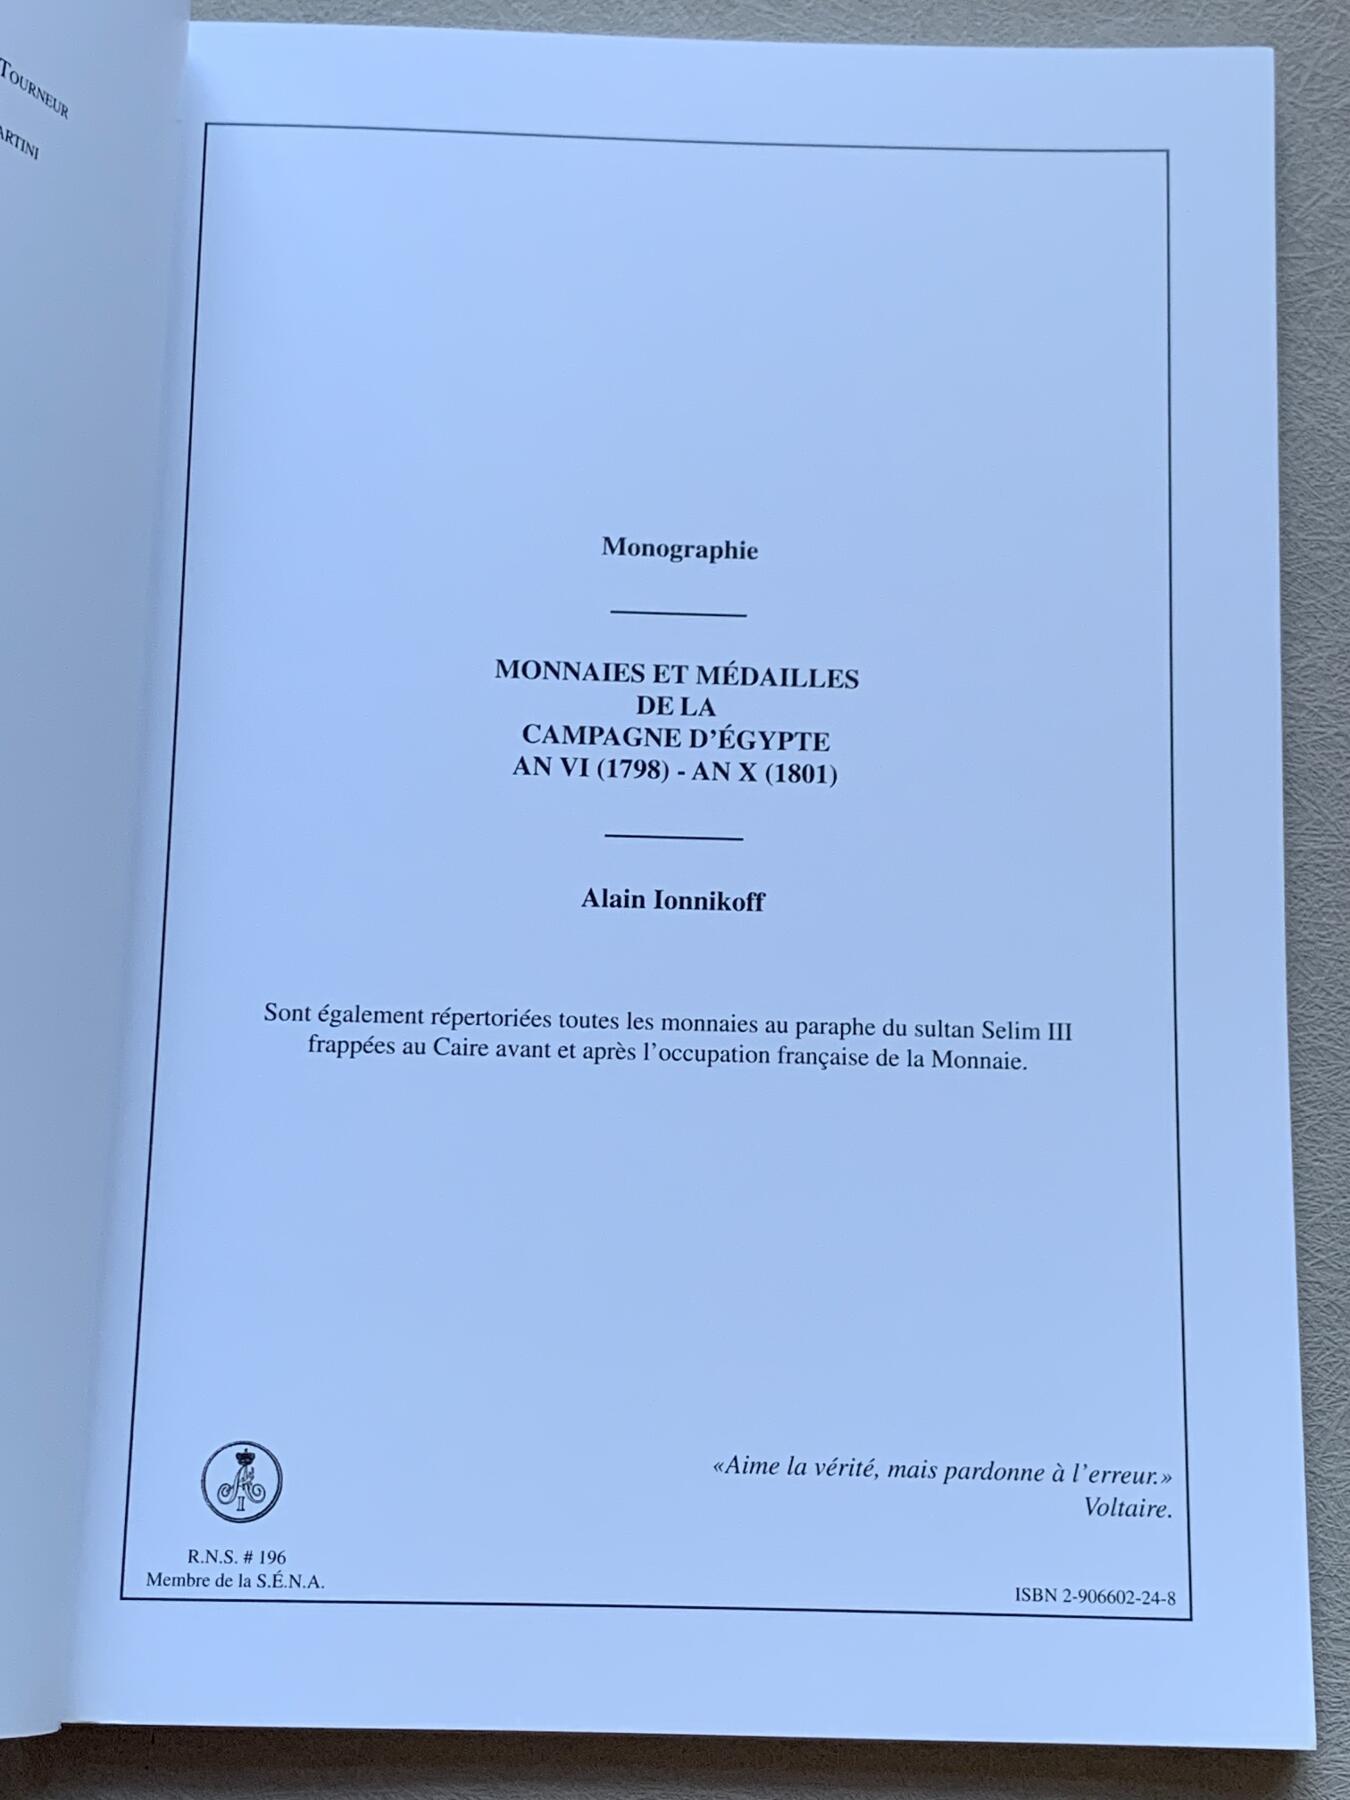 TOURNEUR
ARTINI
Monographie
MONNAIES ET MÉDAILLES
DE LA
CAMPAGNE D'ÉGYPTE
AN VI (1798) - AN X (1801)
Alain Ionnikoff
Sont également répertoriées toutes les monnaies au paraphe du sultan Selim III
frappées au Caire avant et après l'occupation française de la Monnaie.
«Aime la vérité, mais pardonne à l'erreur.»
Voltaire.
II
R.N.S. # 196
Membre de la S.É.N.A.
ISBN 2-906602-24-8